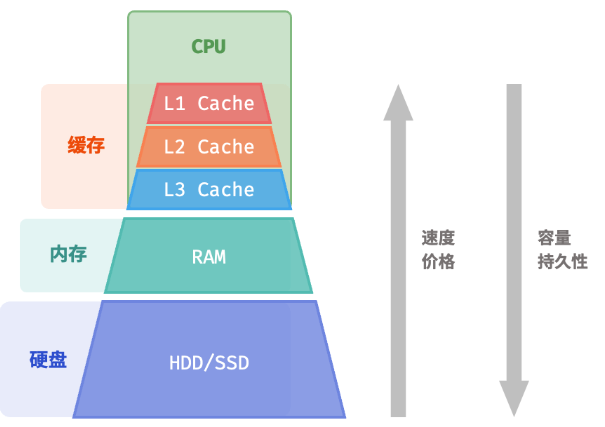 CPU
L1 Cache
缓存
L2 Cache
L3 Cache
内存
RAM
硬盘
HDD/SSD
速度
价格
容量
持久性